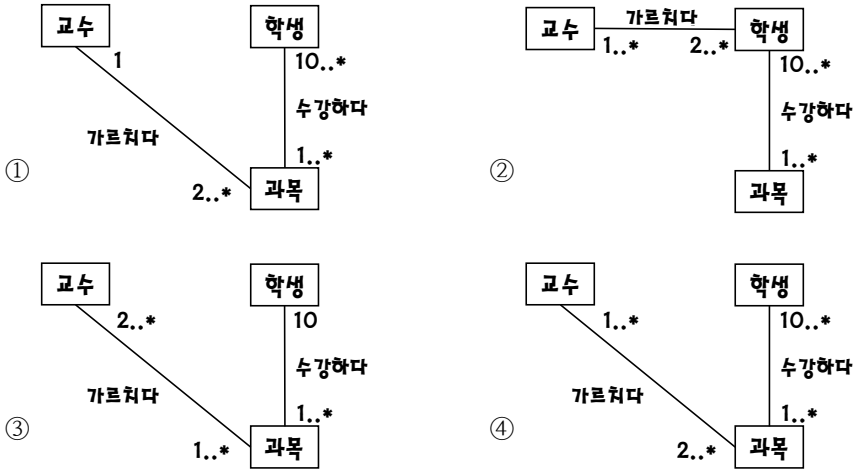 교수
학생
1
10..*
가르치다
수강하다
1..*
2..*
과목
①
교수
가르치다
학생
1..*
2..*
10..*
수강하다
1..*
과목
②
교수
학생
2..*
10
가르치다
수강하다
1..*
1..*
과목
③
교수
학생
1..*
10..*
가르치다
수강하다
1..*
2..*
과목
④